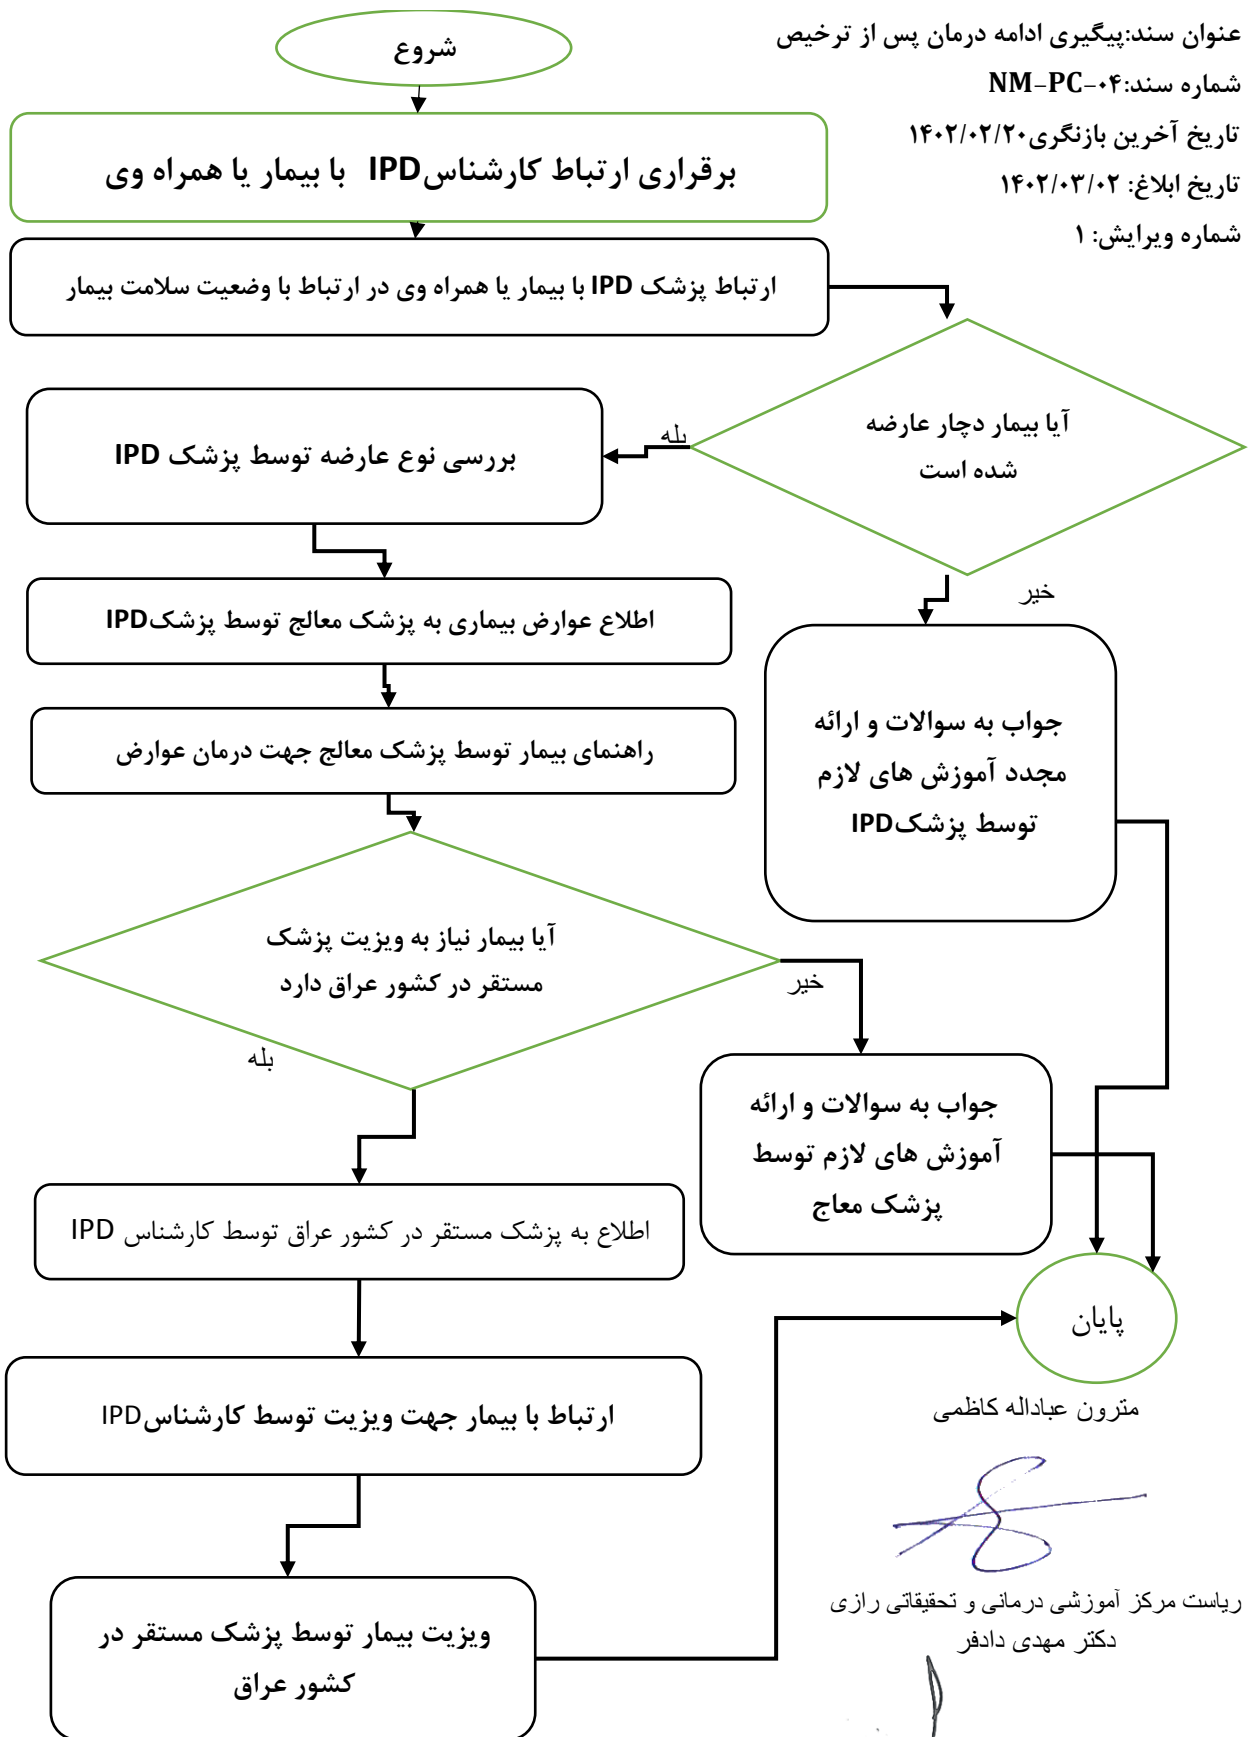 عنوان سند:پیگیری ادامه درمان پس از ترخیص
شماره سند:NM-PC-۰۴
تاریخ آخرین بازنگری۱۴۰۲/۰۲/۲۰
تاریخ ابلاغ: ۱۴۰۲/۰۳/۰۲
شماره ویرایش: ۱
شروع
برقراری ارتباط کارشناسIPD با بیمار یا همراه وی
ارتباط پزشک IPD با بیمار یا همراه وی در ارتباط با وضعیت سلامت بیمار
آیا بیمار دچار عارضه
شده است
بله
بررسی نوع عارضه توسط پزشک IPD
خیر
اطلاع عوارض بیماری به پزشک معالج توسط پزشکIPD
جواب به سوالات و ارائه
مجدد آموزش های لازم
توسط پزشکIPD
راهنمای بیمار توسط پزشک معالج جهت درمان عوارض
آیا بیمار نیاز به ویزیت پزشک
مستقر در کشور عراق دارد
خیر
بله
جواب به سوالات و ارائه
آموزش های لازم توسط
پزشک معاج
اطلاع به پزشک مستقر در کشور عراق توسط کارشناس IPD
پایان
ارتباط با بیمار جهت ویزیت توسط کارشناسIPD
مترون عباداله کاظمی
ویزیت بیمار توسط پزشک مستقر در
کشور عراق
ریاست مرکز آموزشی درمانی و تحقیقاتی رازی
دکتر مهدی دادفر